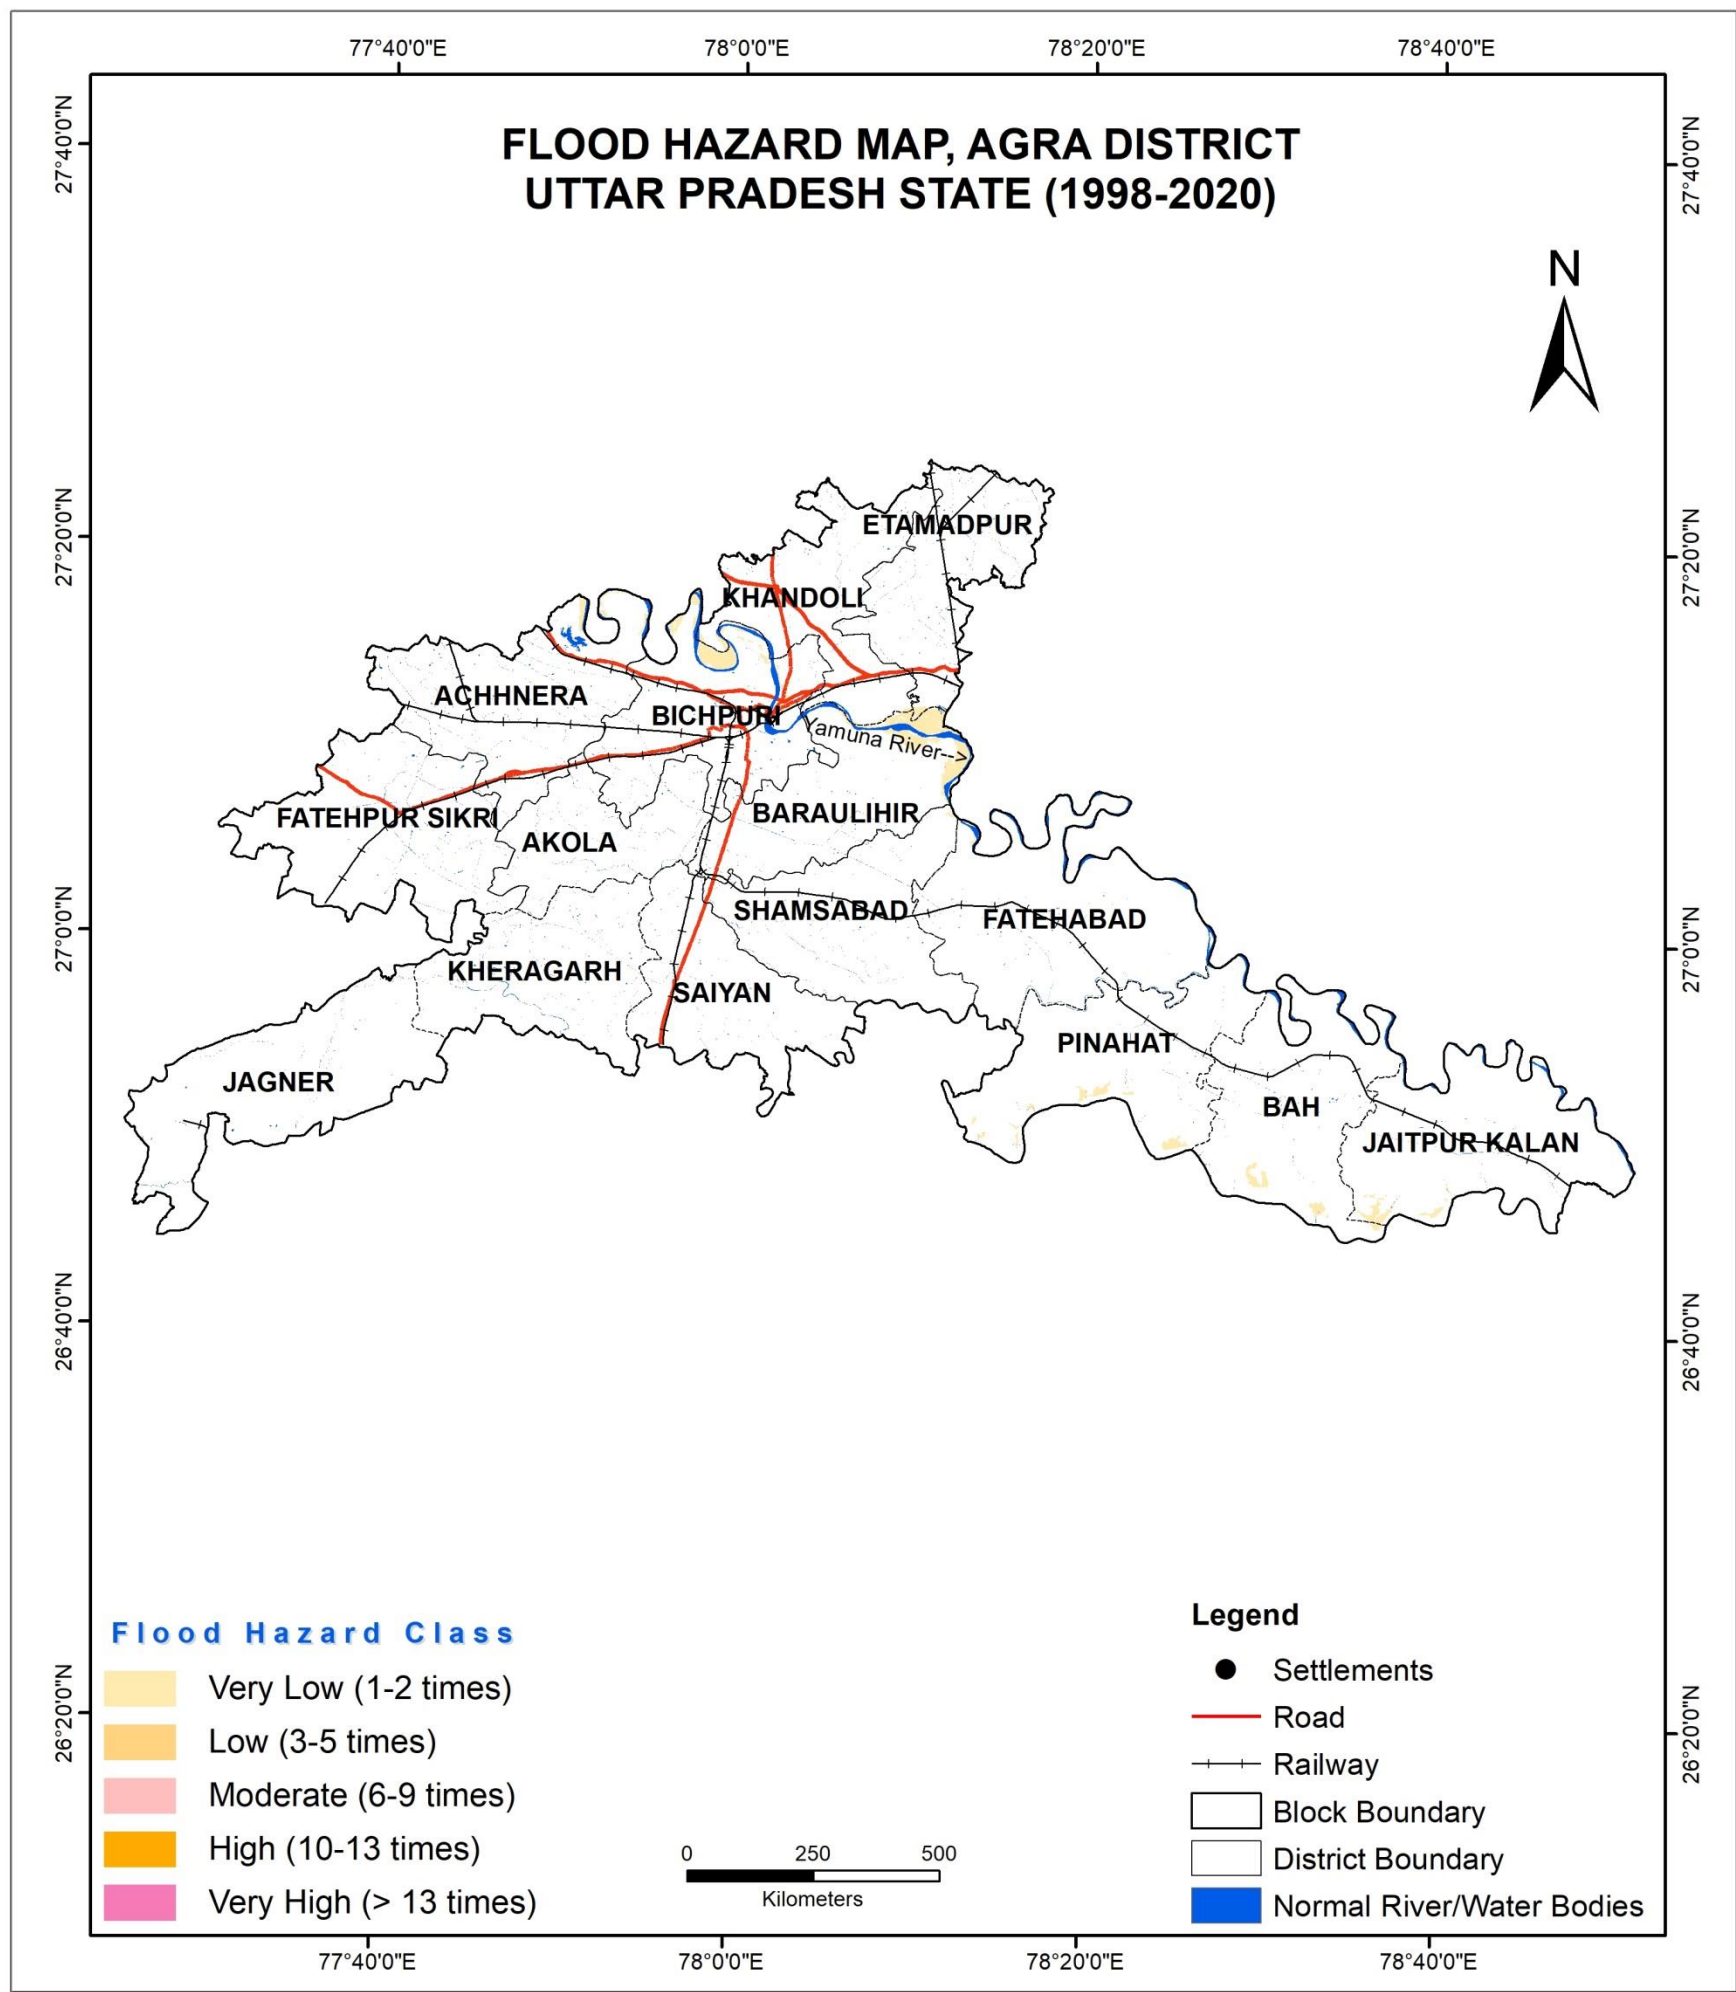 77°40'0"E 78°0'0"E 78°20'0"E 78°40'0"E
27°40'0"N
27°40'0"N
FLOOD HAZARD MAP, AGRA DISTRICT
UTTAR PRADESH STATE (1998-2020)
N
27°20'0"N
27°20'0"N
ETAMADPUR
KHANDOLI
ACHHNERA
BICHPURI
Yamuna River-->
FATEHPUR SIKRI
BARAULIHIR
AKOLA
SHAMSABAD
FATEHABAD
27°0'0"N
27°0'0"N
KHERAGARH
SAIYAN
PINAHAT
JAGNER
BAH
JAITPUR KALAN
26°40'0"N
26°40'0"N
26°20'0"N
26°20'0"N
Flood Hazard Class
Very Low (1-2 times)
Low (3-5 times)
Moderate (6-9 times)
High (10-13 times)
Very High (> 13 times)
0 250 500
Kilometers
Legend
Settlements
Road
Railway
Block Boundary
District Boundary
Normal River/Water Bodies
77°40'0"E 78°0'0"E 78°20'0"E 78°40'0"E